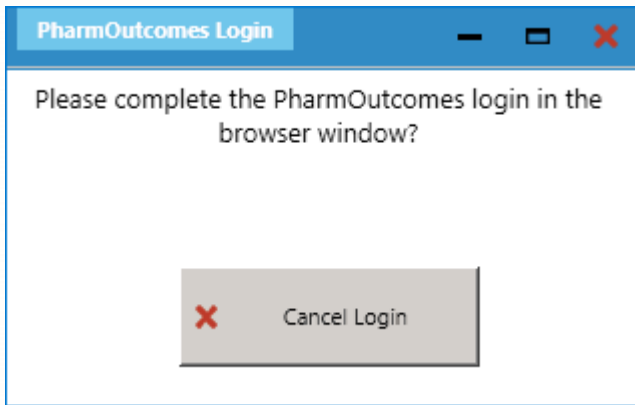 PharmOutcomes Login
Please complete the PharmOutcomes login in the
browser window?
Cancel Login